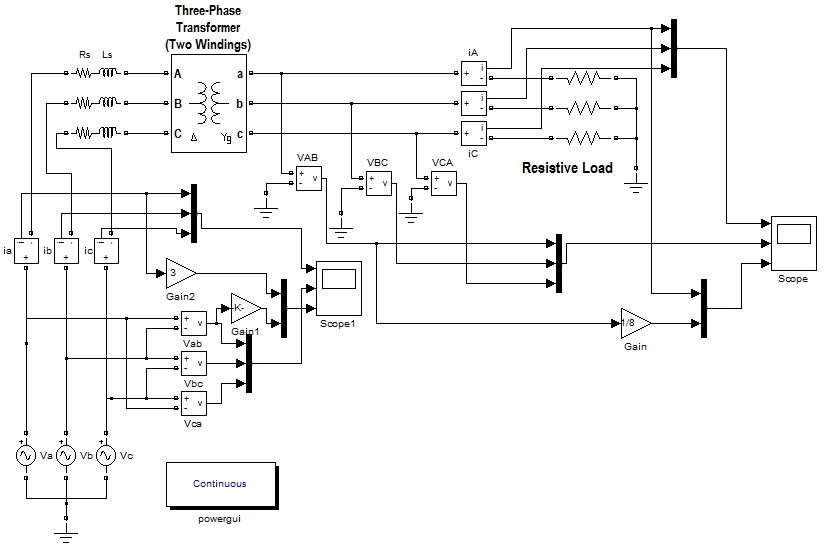 Three-Phase
Transformer
(Two Windings)
Rs Ls
iA
A a
B b
C c
Δ Yg
+ i
-
+ i
-
+ i
-
iC
Resistive Load
VAB VBC VCA
+ v
-
+ v
-
+ v
-
ia ib ic
i - +
i - +
i - +
3
Gain2
K-
Gain1
Scope1
Scope
1/8
Gain
+ v
-
Vab
+ v
-
Vbc
+ v
-
Vca
+ Va
+ Vb
+ Vc
Continuous
powergui